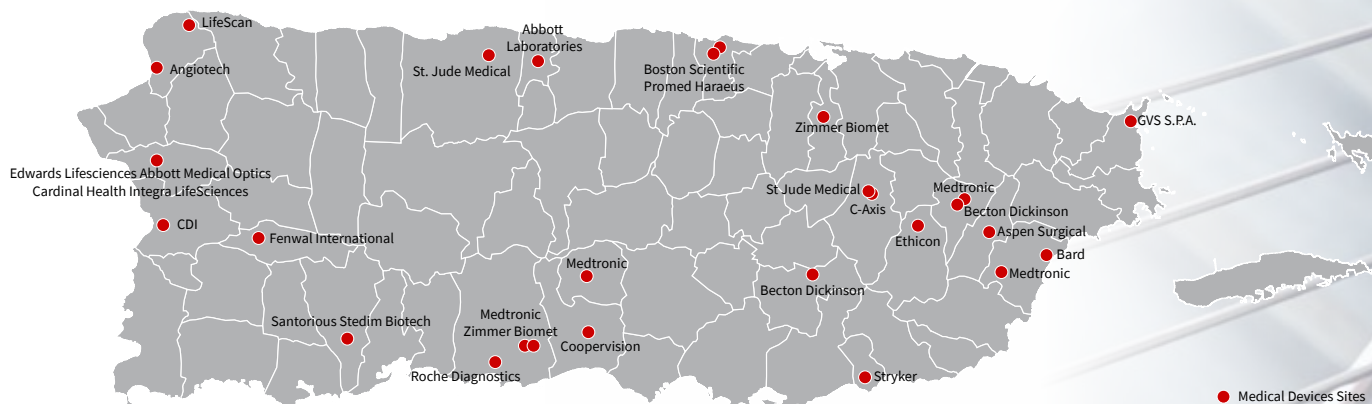 LifeScan
Abbott
Laboratories
Angiotech
St. Jude Medical
Boston Scientific
Promed Haraeus
Zimmer Biomet
GVS S.P.A.
Edwards Lifesciences Abbott Medical Optics
Cardinal Health Integra LifeSciences
St Jude Medical
C-Axis
Medtronic
Becton Dickinson
CDI
Fenwal International
Ethicon
Aspen Surgical
Bard
Medtronic
Medtronic
Becton Dickinson
Santorious Stedim Biotech
Medtronic
Zimmer Biomet
Coopervision
Roche Diagnostics
Stryker
Medical Devices Sites